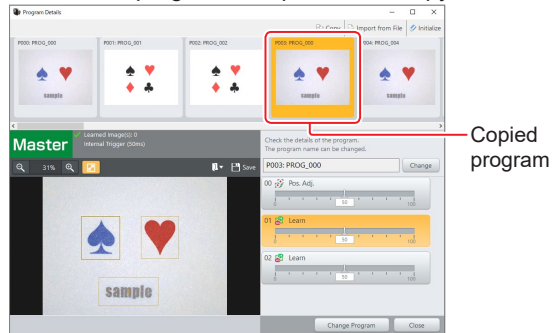 Program Details
Copy Import from File Initialize
P000: PROG_000 P001: PROG_001 P002: PROG_002 P003: PROG_000 P004: PROG_004
sample sample sample
Copied
program
Master Learned Image(s): 0
Internal Trigger (50ms)
Check the details of the program.
The program name can be changed.
31% Save
P003: PROG_000 Change
00 Pos. Adj.
0 50 100
01 Learn
0 50 100
02 Learn
0 50 100
sample
Change Program Close